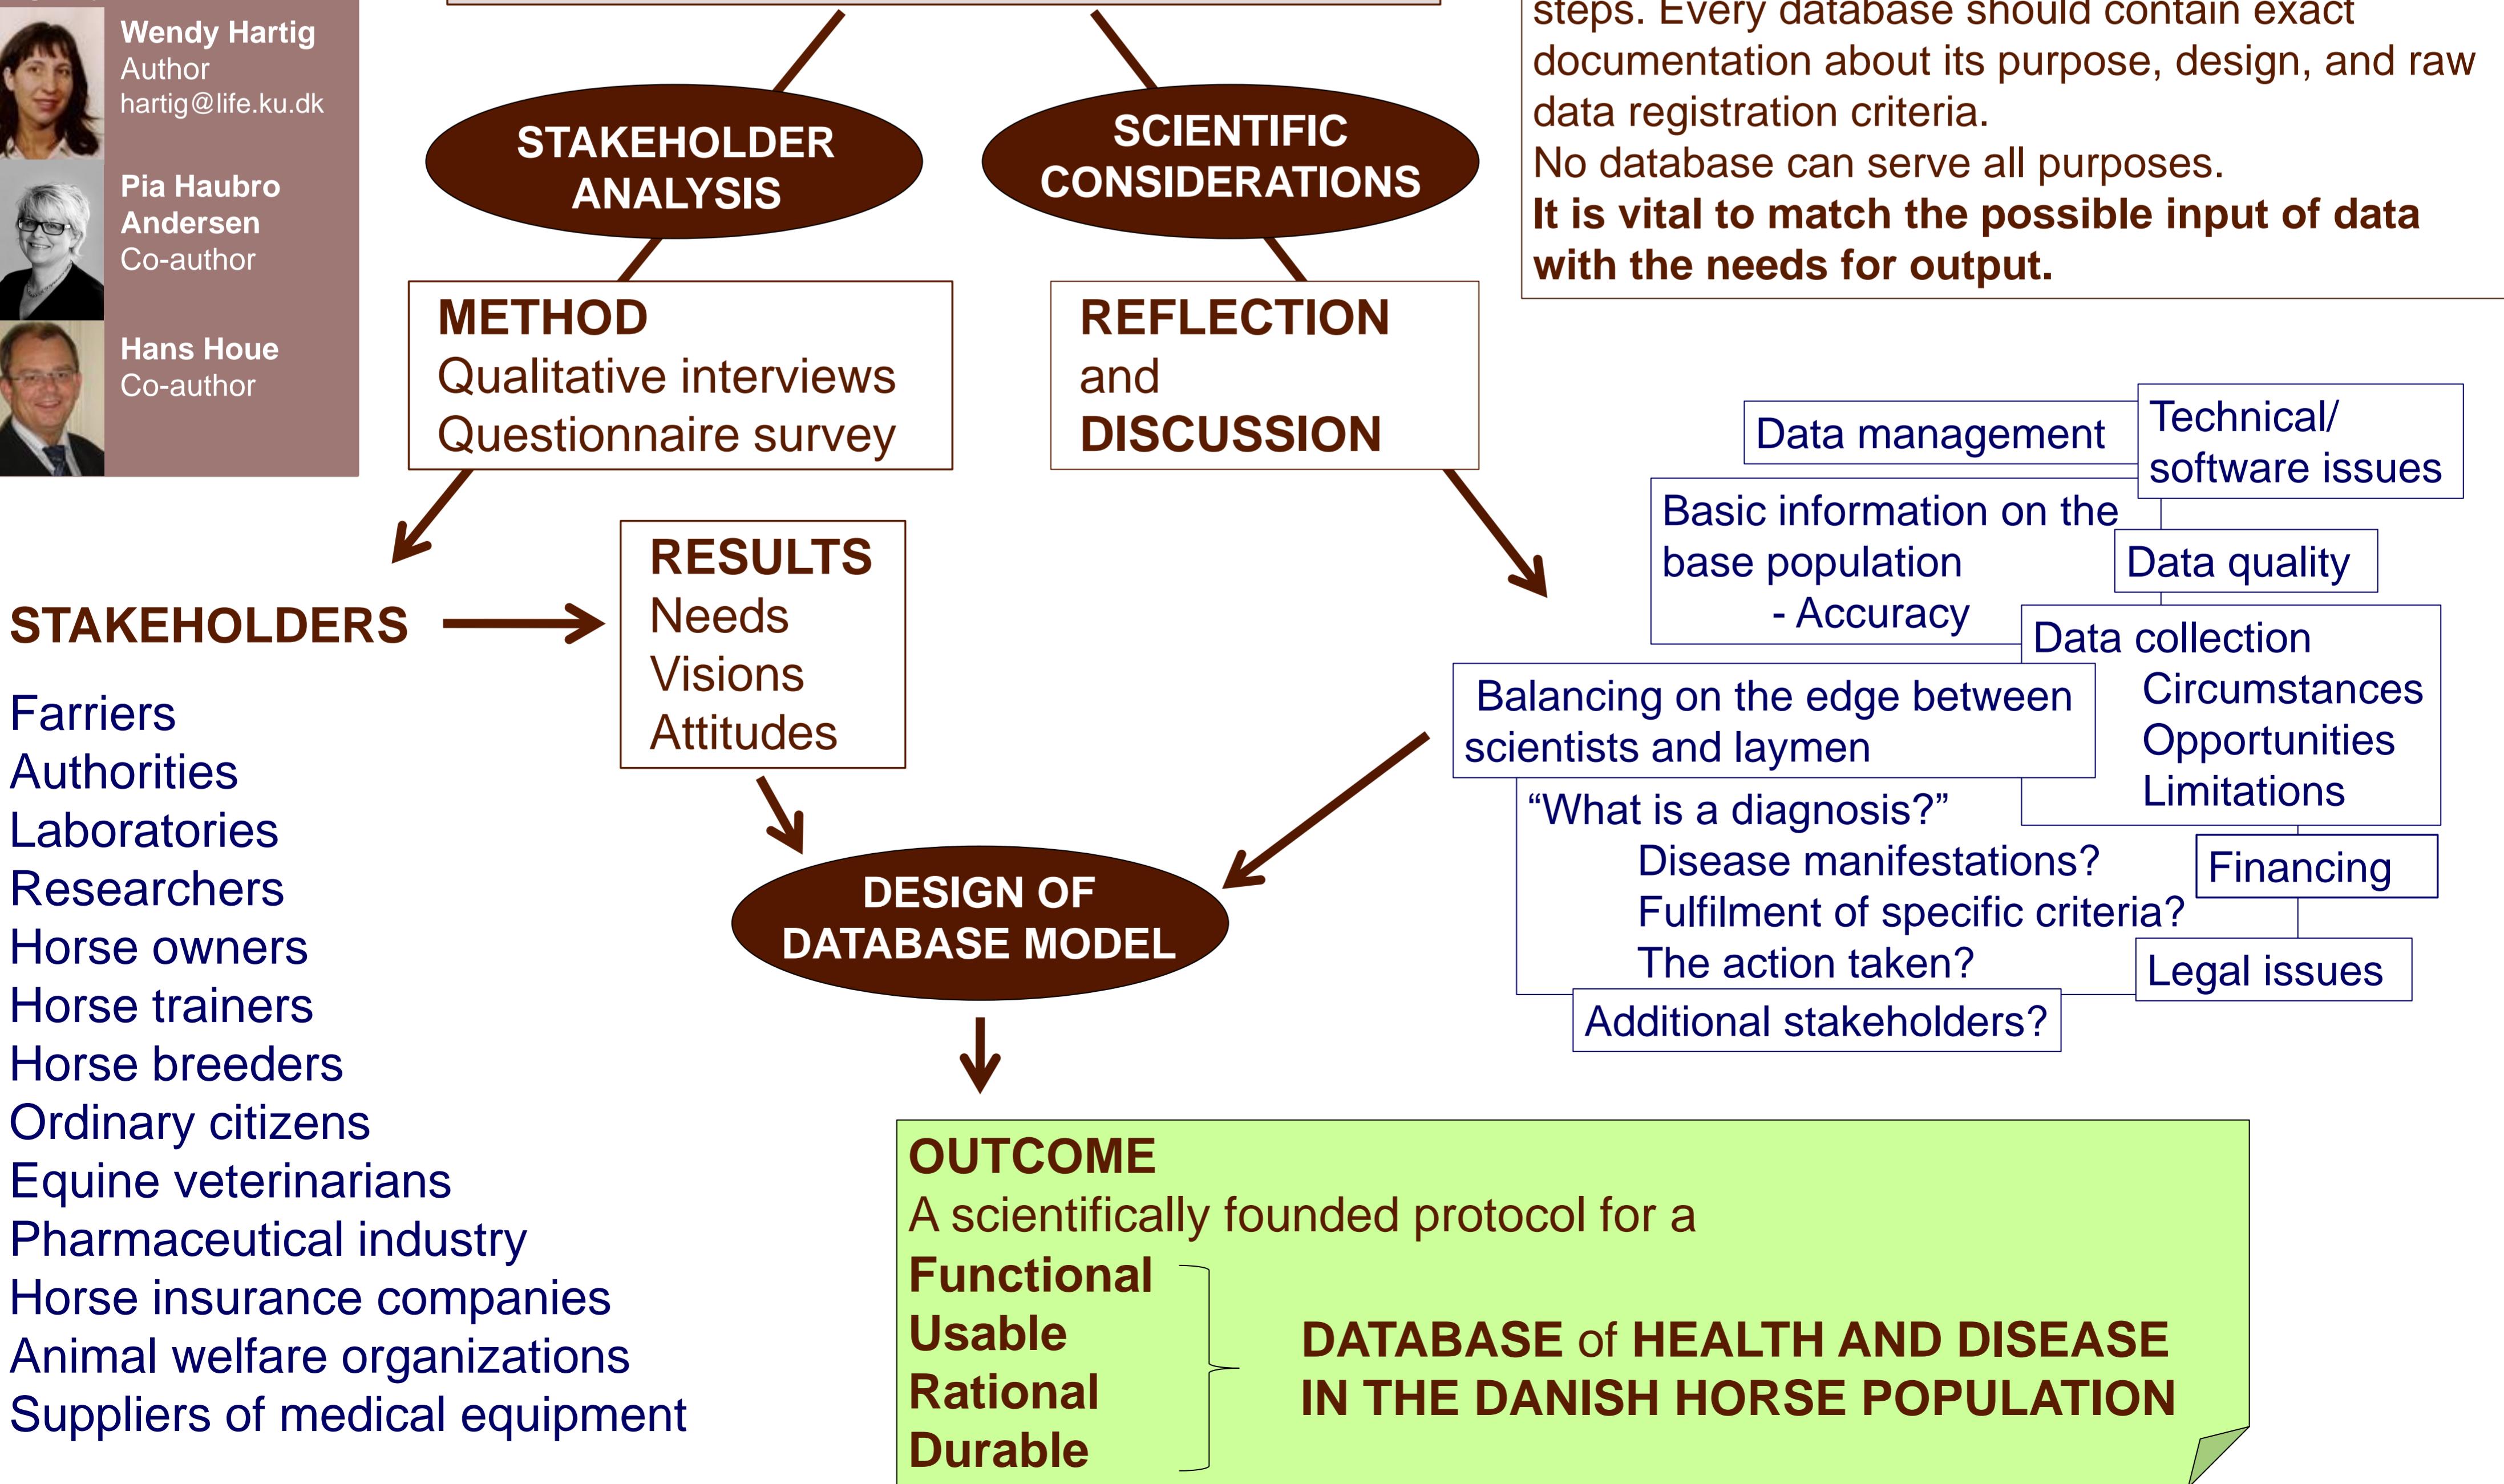 Wendy Hartig
Author
hartig@life.ku.dk
Pia Haubro
Andersen
Co-author
Hans Houe
Co-author
STAKEHOLDER
ANALYSIS
SCIENTIFIC
CONSIDERATIONS
steps. Every database should contain exact
documentation about its purpose, design, and raw
data registration criteria.
No database can serve all purposes.
It is vital to match the possible input of data
with the needs for output.
METHOD
Qualitative interviews
Questionnaire survey
REFLECTION
and
DISCUSSION
STAKEHOLDERS
Farriers
Authorities
Laboratories
Researchers
Horse owners
Horse trainers
Horse breeders
Ordinary citizens
Equine veterinarians
Pharmaceutical industry
Horse insurance companies
Animal welfare organizations
Suppliers of medical equipment
RESULTS
Needs
Visions
Attitudes
Data management
Technical/
software issues
Basic information on the
base population
- Accuracy
Data quality
Data collection
Circumstances
Opportunities
Limitations
Balancing on the edge between
scientists and laymen
“What is a diagnosis?”
Disease manifestations?
Fulfilment of specific criteria?
The action taken?
Financing
Legal issues
Additional stakeholders?
DESIGN OF
DATABASE MODEL
OUTCOME
A scientifically founded protocol for a
Functional
Usable
Rational
Durable
DATABASE of HEALTH AND DISEASE
IN THE DANISH HORSE POPULATION